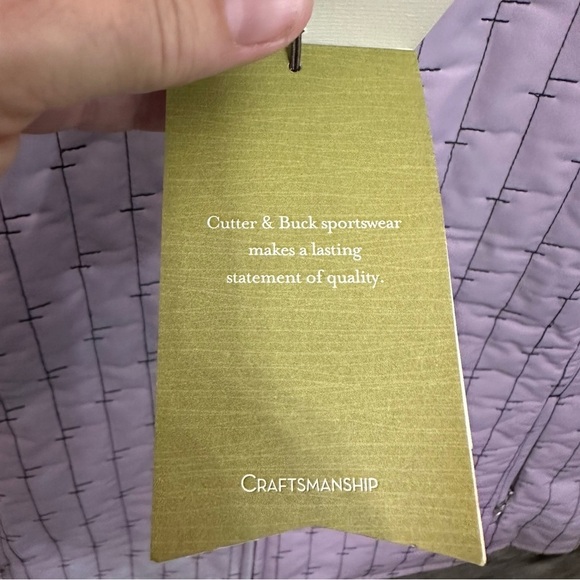 Cutter & Buck sportswear
makes a lasting
statement of quality.
CRAFTSMANSHIP